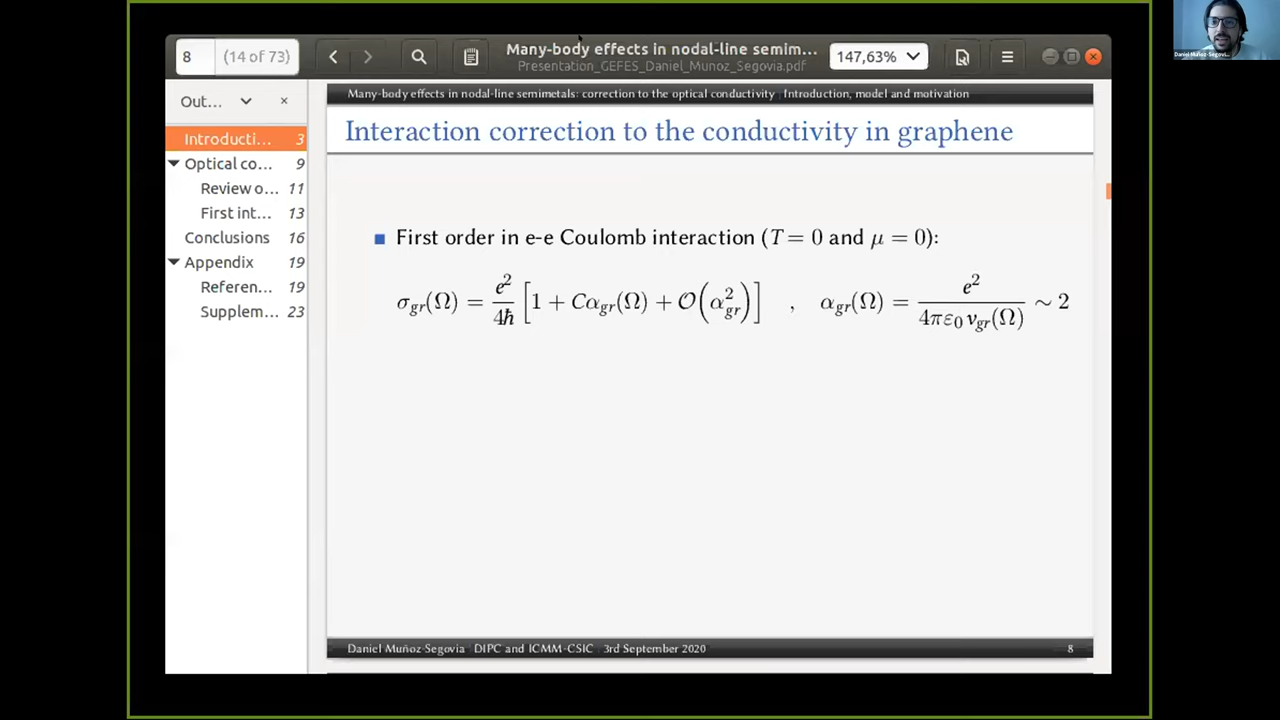 8 (14 of 73) Many-body effects in nodal-line semim... 147,63%
Presentation_GEFES_Daniel_Munoz_Segovia.pdf
Out...
Introducti... 3
Optical co... 9
Review o... 11
First int... 13
Conclusions 16
Appendix 19
Referen... 19
Supplem... 23
Many-body effects in nodal-line semimetals: correction to the optical conductivity Introduction, model and motivation
Interaction correction to the conductivity in graphene
First order in e-e Coulomb interaction (T = 0 and μ = 0):
σ_gr(Ω) = e²/4ħ [1 + Cα_gr(Ω) + O(α²_gr)] , α_gr(Ω) = e²/4πε₀ v_gr(Ω) ∼ 2
Daniel Muñoz-Segovia DIPC and ICMM-CSIC 3rd September 2020 8
Daniel Muñoz-Segovi...